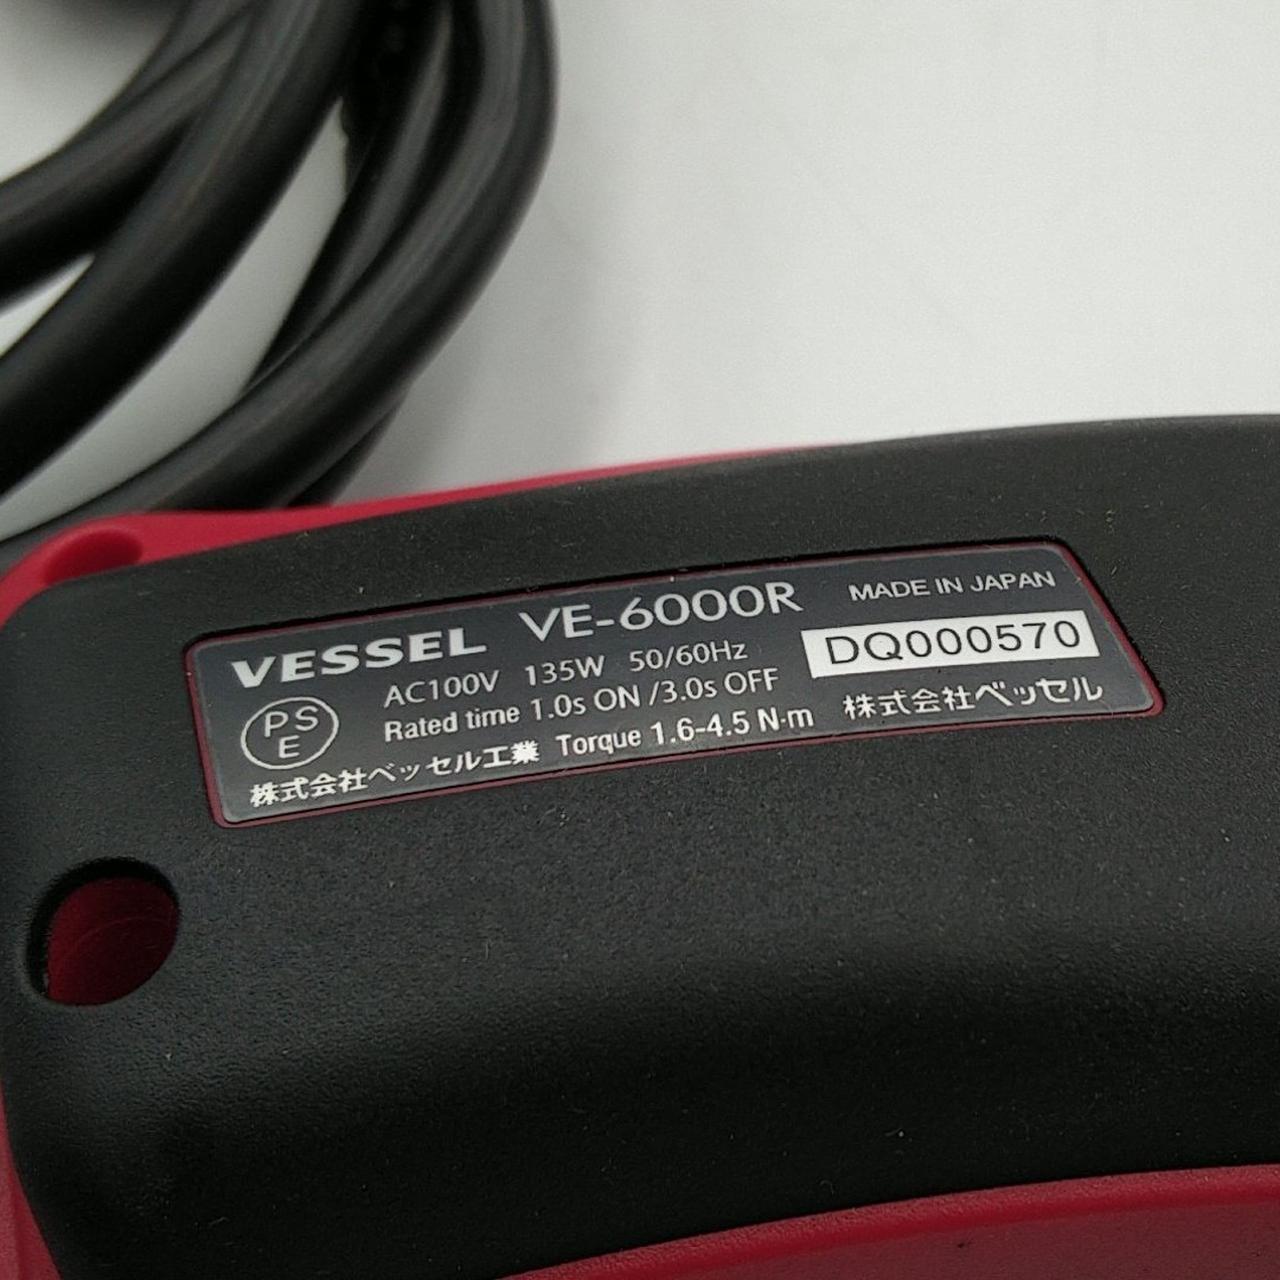 VESSEL VE-6000R MADE IN JAPAN
AC100V 135W 50/60Hz DQ000570
PS
E
Rated time 1.0s ON /3.0s OFF
株式会社ベッセル工業 Torque 1.6-4.5 N·m 株式会社ベッセル